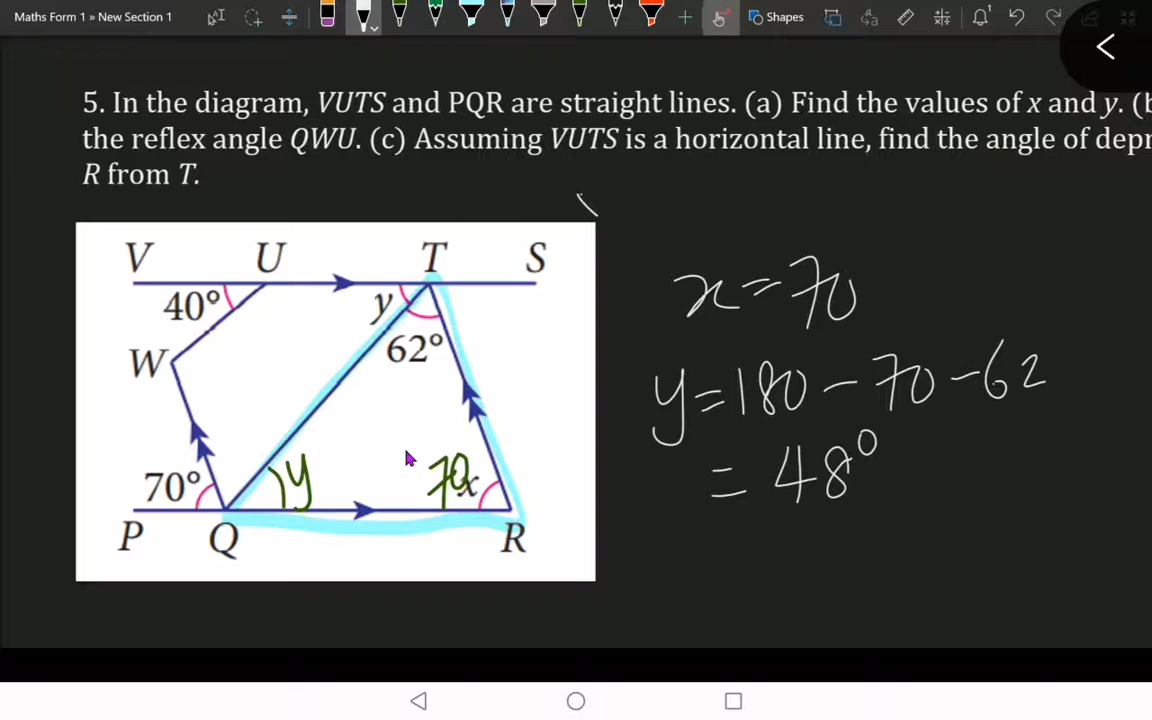 Maths Form 1 » New Section 1
Shapes
5. In the diagram, VUTS and PQR are straight lines. (a) Find the values of x and y. (b
the reflex angle QWU. (c) Assuming VUTS is a horizontal line, find the angle of depr
R from T.
V U T S
40° y
62°
W
70° y 70 x
P Q R
x = 70
y = 180 - 70 - 62
= 48°